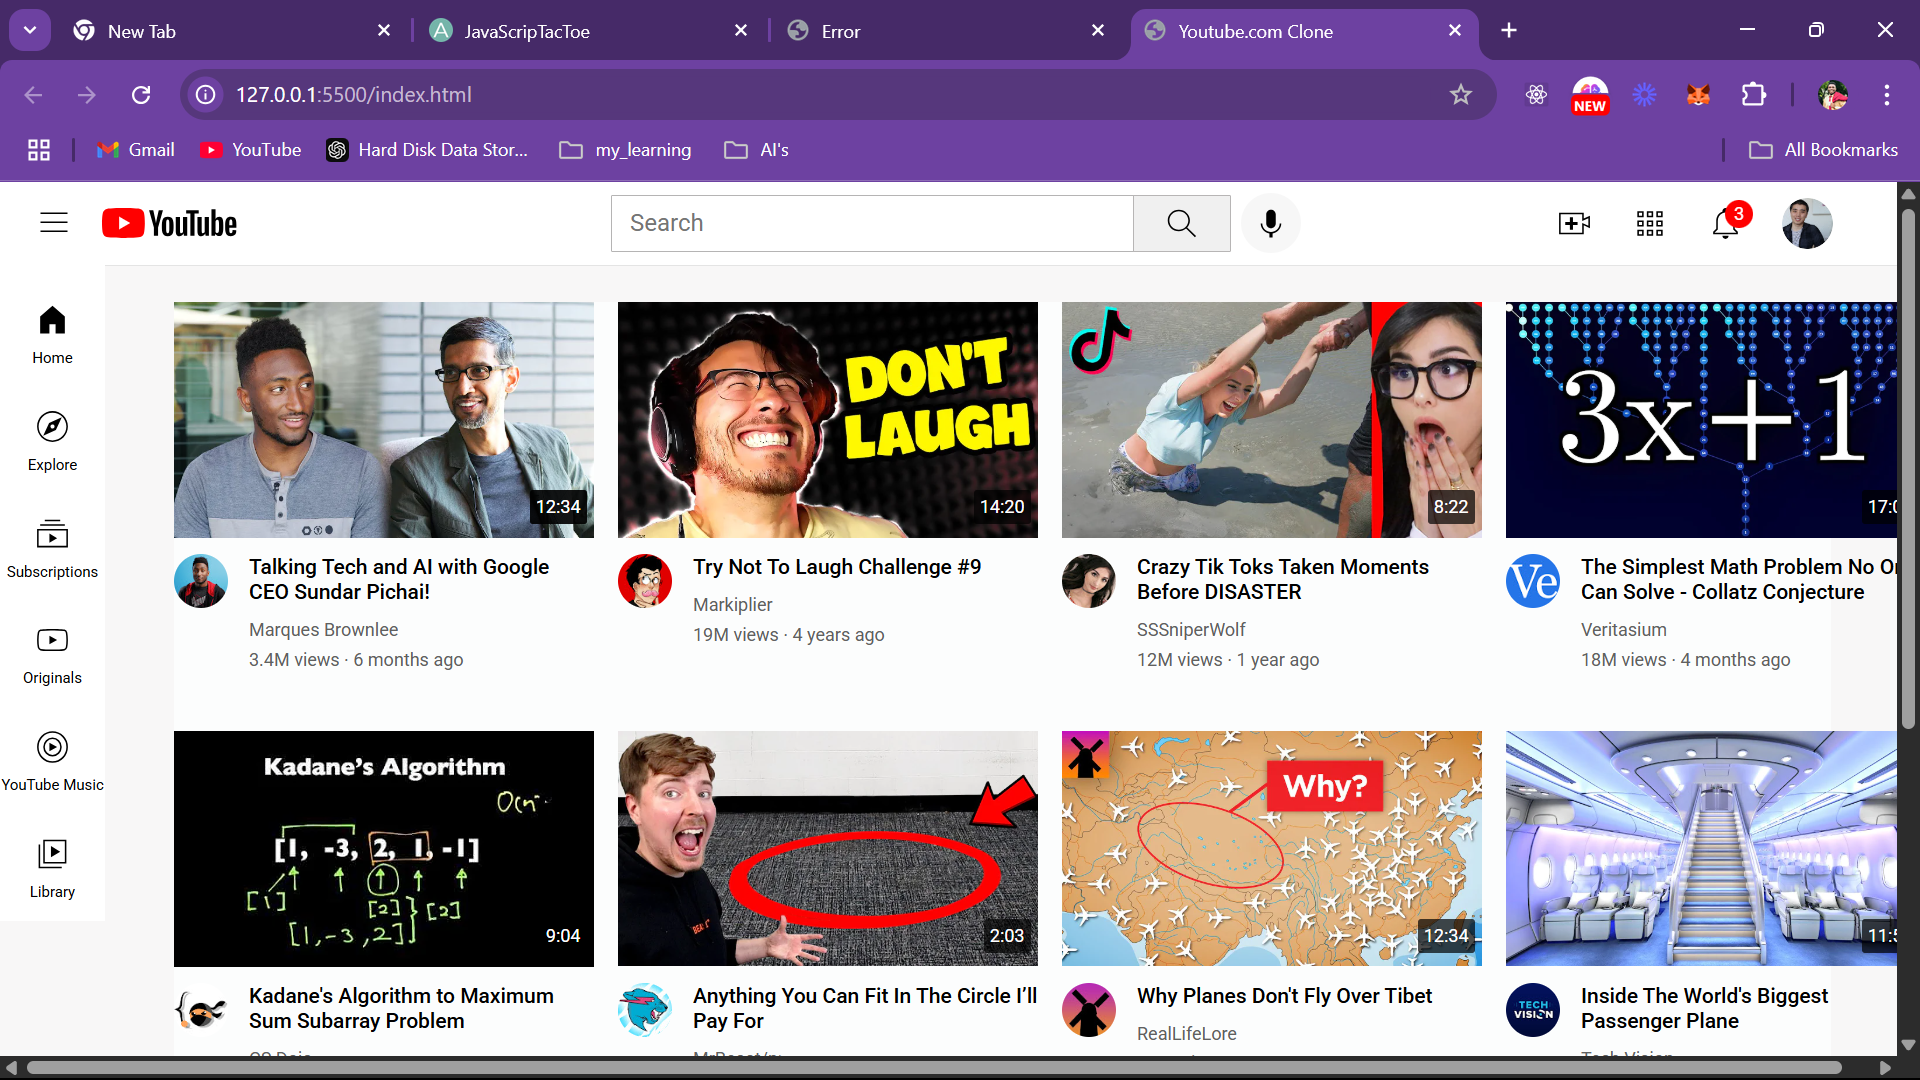 New Tab
JavaScripTacToe
Error
Youtube.com Clone
127.0.0.1:5500/index.html
NEW
Gmail
YouTube
Hard Disk Data Stor...
my_learning
AI's
All Bookmarks
YouTube
Search
3
Home
Explore
Subscriptions
Originals
YouTube Music
Library
12:34
DON'T
LAUGH
14:20
8:22
3x+1
17:0
Talking Tech and AI with Google
CEO Sundar Pichai!
Marques Brownlee
3.4M views · 6 months ago
Try Not To Laugh Challenge #9
Markiplier
19M views · 4 years ago
Crazy Tik Toks Taken Moments
Before DISASTER
SSSniperWolf
12M views · 1 year ago
Ve
The Simplest Math Problem No
Can Solve - Collatz Conjecture
Veritasium
18M views · 4 months ago
Kadane's Algorithm
[1, -3, 2, 1, -1]
[1]
[2]
[2]
[1, -3, 2]
9:04
2:03
Why?
12:34
11:5
Kadane's Algorithm to Maximum
Sum Subarray Problem
Anything You Can Fit In The Circle I’ll
Pay For
Why Planes Don't Fly Over Tibet
RealLifeLore
TECH
VISION
Inside The World's Biggest
Passenger Plane